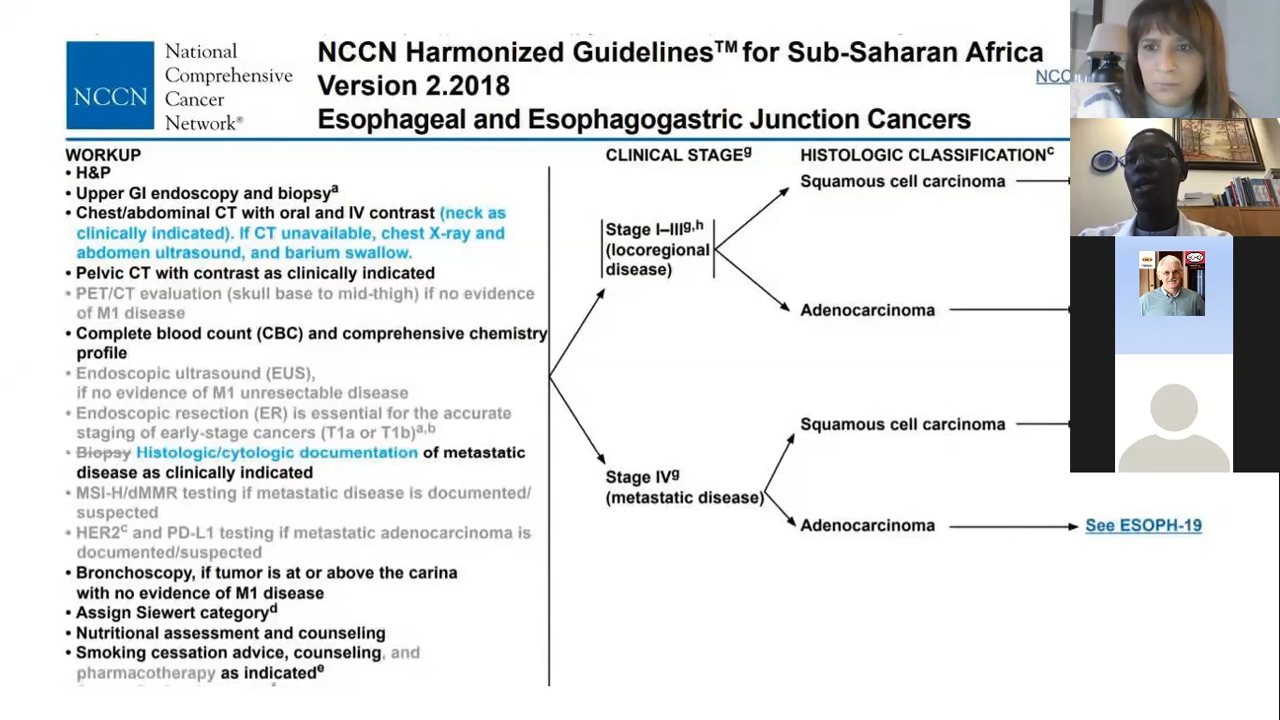 NCCN
National
Comprehensive
Cancer
Network®
NCCN Harmonized Guidelines™ for Sub-Saharan Africa
Version 2.2018
Esophageal and Esophagogastric Junction Cancers
WORKUP
• H&P
• Upper GI endoscopy and biopsyᵃ
• Chest/abdominal CT with oral and IV contrast (neck as
clinically indicated). If CT unavailable, chest X-ray and
abdomen ultrasound, and barium swallow.
• Pelvic CT with contrast as clinically indicated
• PET/CT evaluation (skull base to mid-thigh) if no evidence
of M1 disease
• Complete blood count (CBC) and comprehensive chemistry
profile
• Endoscopic ultrasound (EUS),
if no evidence of M1 unresectable disease
• Endoscopic resection (ER) is essential for the accurate
staging of early-stage cancers (T1a or T1b)ᵃ,ᵇ
• Biopsy Histologic/cytologic documentation of metastatic
disease as clinically indicated
• MSI-H/dMMR testing if metastatic disease is documented/
suspected
• HER2ᶜ and PD-L1 testing if metastatic adenocarcinoma is
documented/suspected
• Bronchoscopy, if tumor is at or above the carina
with no evidence of M1 disease
• Assign Siewert categoryᵈ
• Nutritional assessment and counseling
• Smoking cessation advice, counseling, and
pharmacotherapy as indicatedᵉ
CLINICAL STAGEᵍ
Stage I–IIIᵍ,ʰ
(locoregional
disease)
Stage IVᵍ
(metastatic disease)
HISTOLOGIC CLASSIFICATIONᶜ
Squamous cell carcinoma
Adenocarcinoma
Squamous cell carcinoma
Adenocarcinoma
See ESOPH-19